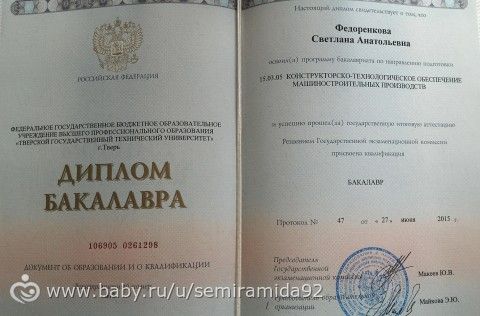 РОССИЙСКАЯ ФЕДЕРАЦИЯ
ФЕДЕРАЛЬНОЕ ГОСУДАРСТВЕННОЕ БЮДЖЕТНОЕ ОБРАЗОВАТЕЛЬНОЕ
УЧРЕЖДЕНИЕ ВЫСШЕГО ПРОФЕССИОНАЛЬНОГО ОБРАЗОВАНИЯ
«ТВЕРСКОЙ ГОСУДАРСТВЕННЫЙ ТЕХНИЧЕСКИЙ УНИВЕРСИТЕТ»
г.Тверь
ДИПЛОМ
БАКАЛАВРА
106905 0261298
ДОКУМЕНТ ОБ ОБРАЗОВАНИИ И О КВАЛИФИКАЦИИ
Настоящий диплом свидетельствует о том, что
Федоренкова
Светлана Анатольевна
освоил(а) программу бакалавриата по направлению подготовки
15.03.05 КОНСТРУКТОРСКО-ТЕХНОЛОГИЧЕСКОЕ ОБЕСПЕЧЕНИЕ
МАШИНОСТРОИТЕЛЬНЫХ ПРОИЗВОДСТВ
и успешно прошел(ла) государственную итоговую аттестацию
Решением Государственной экзаменационной комиссии
присвоена квалификация
БАКАЛАВР
Протокол № 47 от « 27 » июня 2015 г.
Председатель
Государственной
экзаменационной комиссии Макеев Ю.В.
Руководитель образовательной
организации Майкова Э.Ю.
www.baby.ru/u/semiramida92